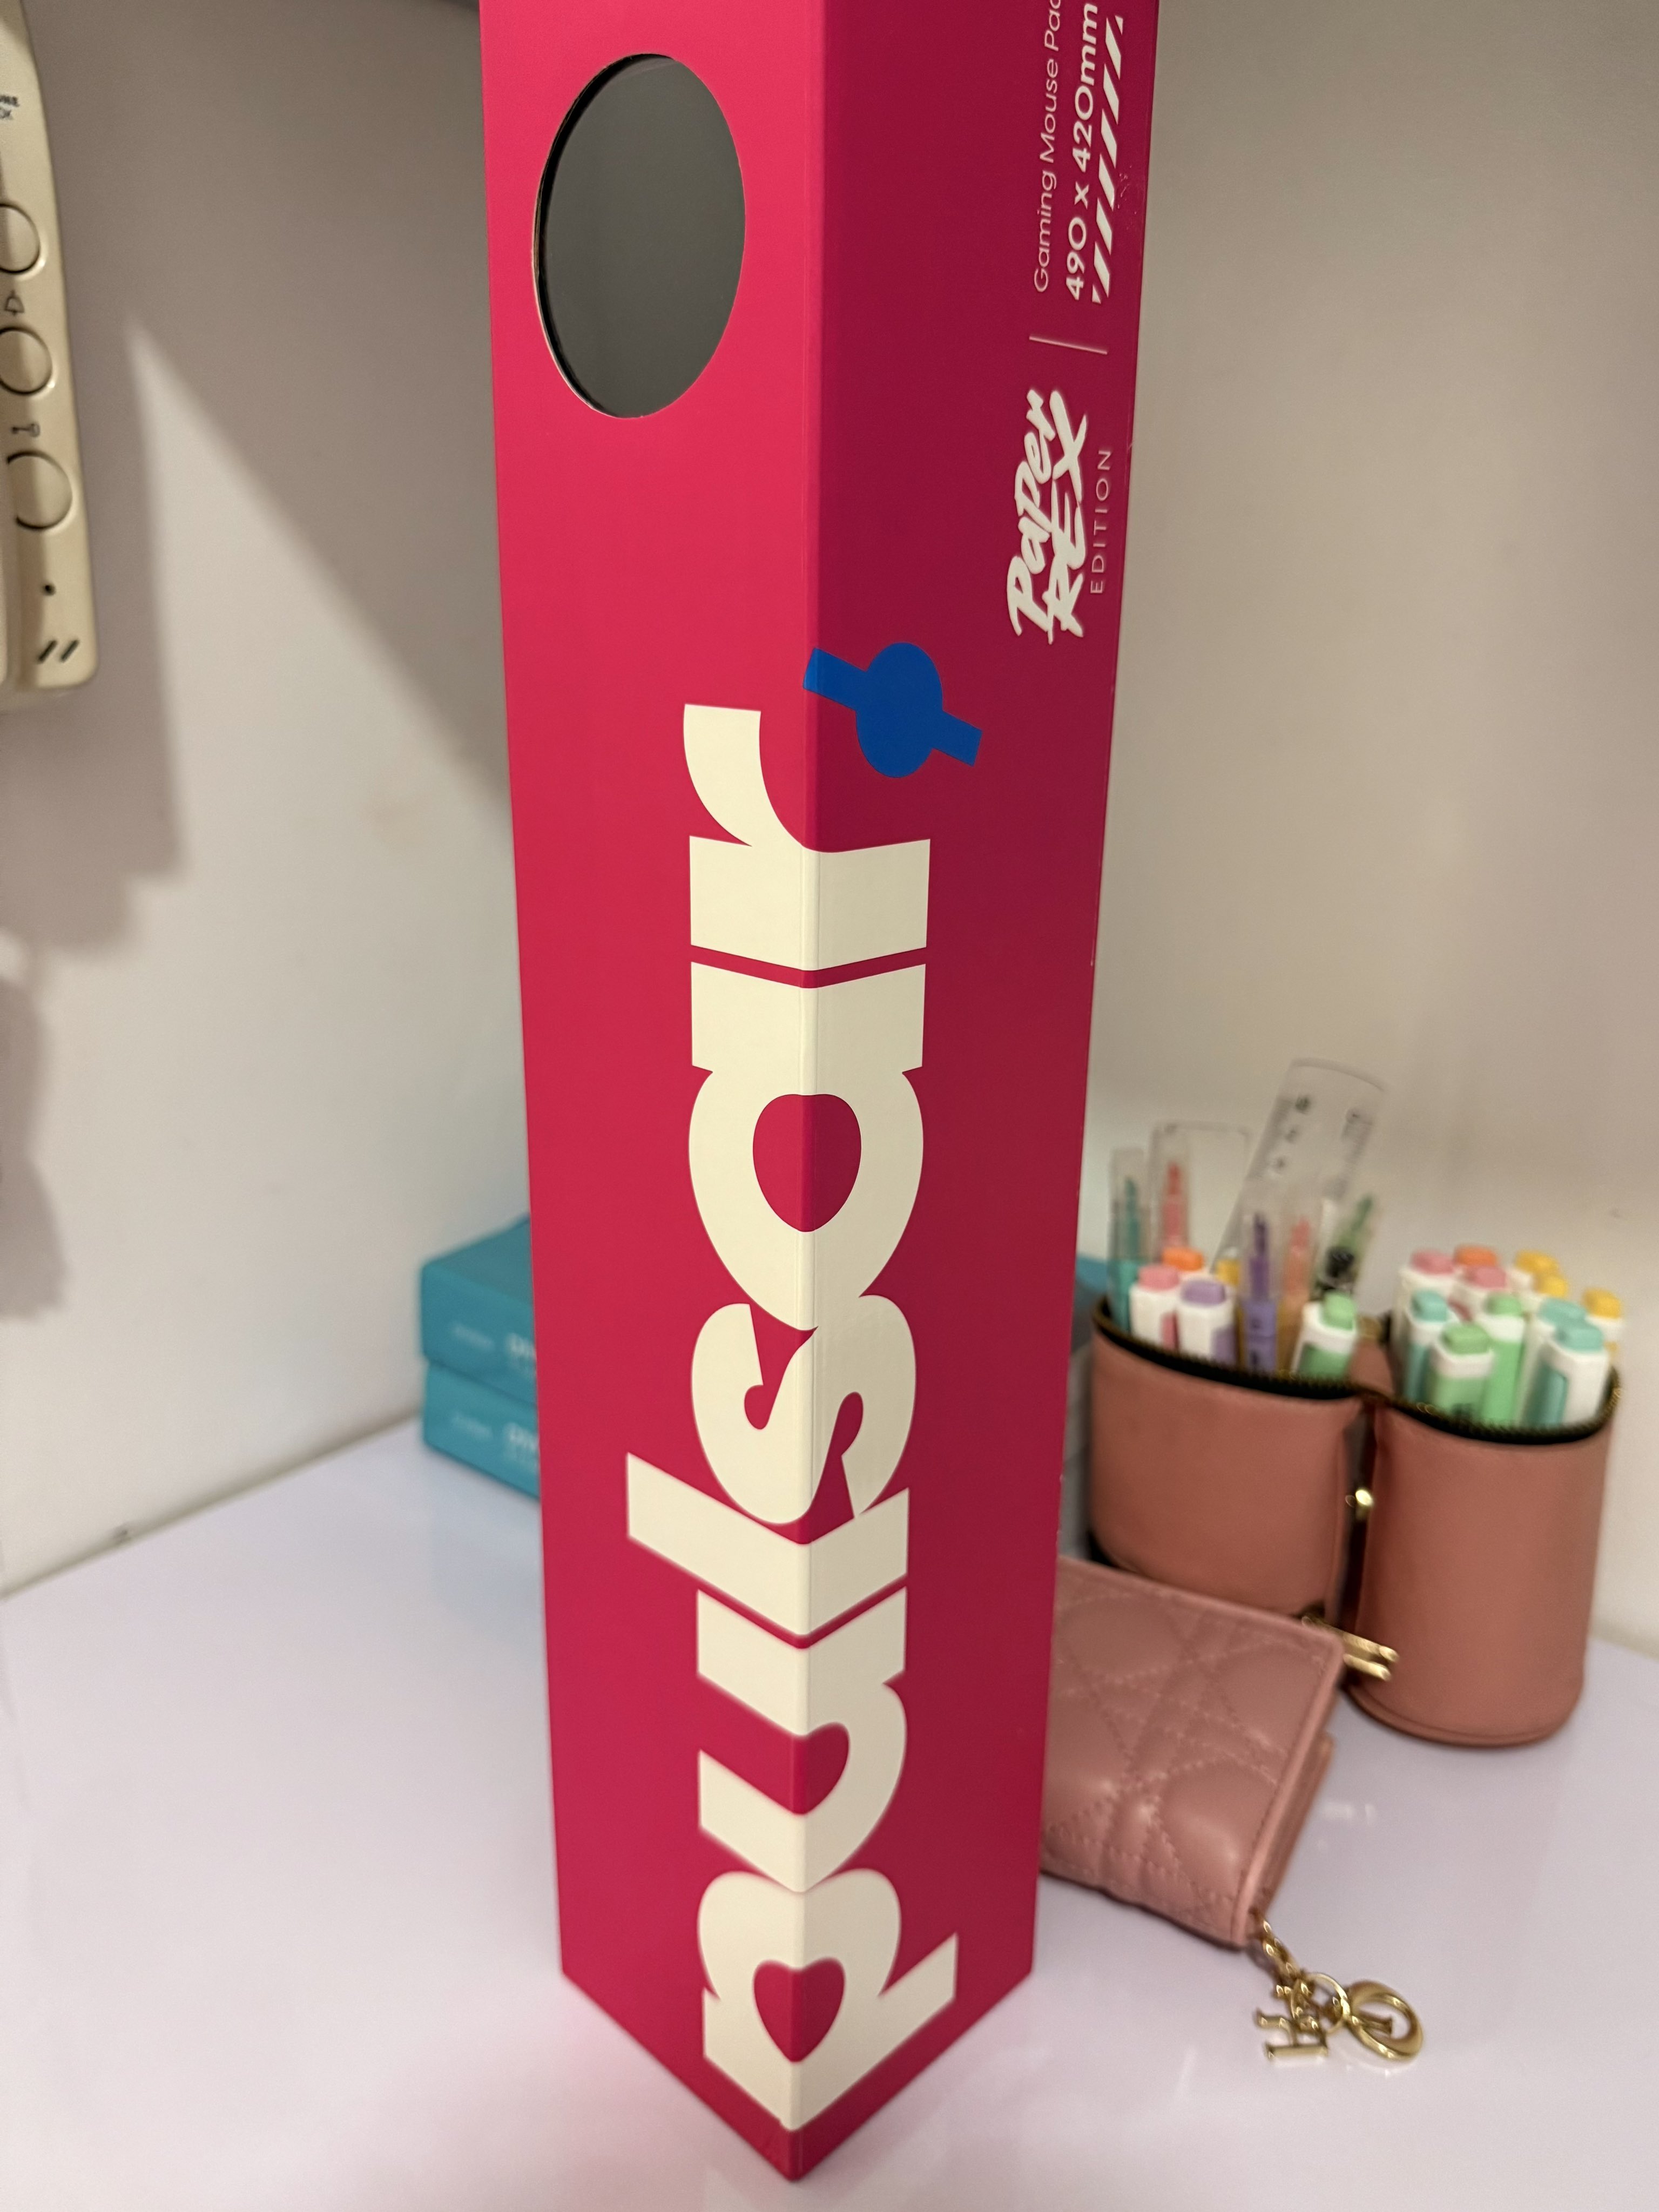 pulsar
PaPer
REX
EDITION
Gaming Mouse Pad
490 x 420mm